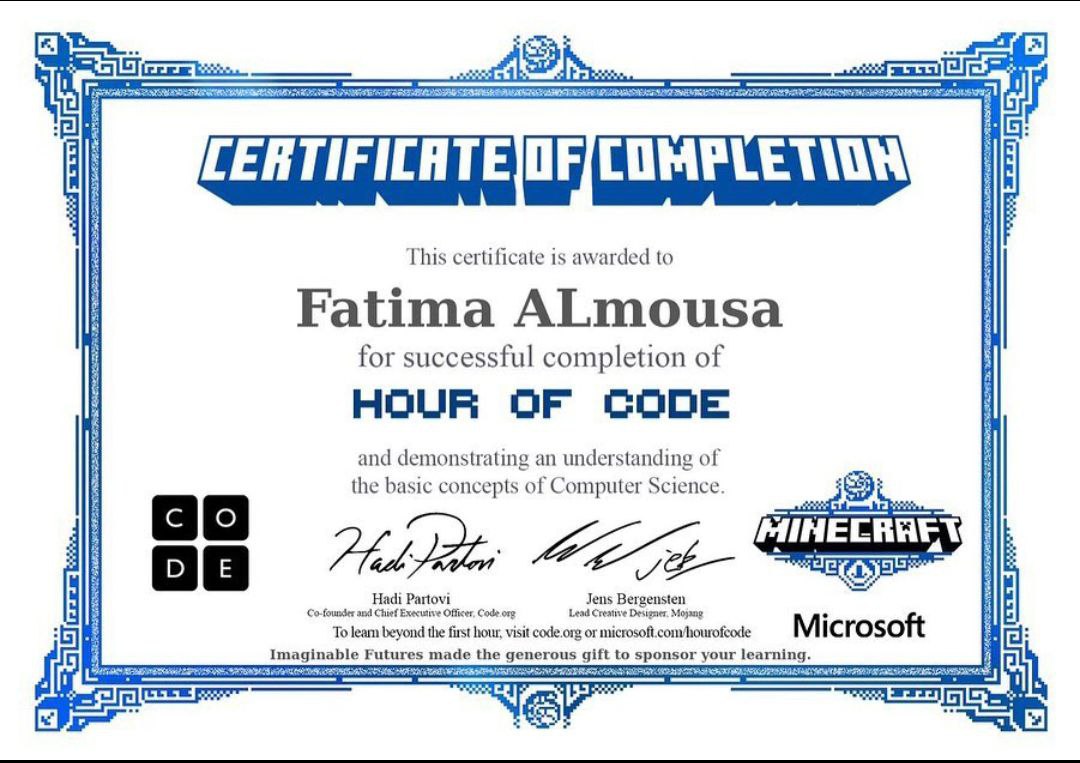 CERTIFICATE OF COMPLETION
This certificate is awarded to
Fatima ALmousa
for successful completion of
HOUR OF CODE
and demonstrating an understanding of
the basic concepts of Computer Science.
CODE
Hadi Partovi
jeb
MINECRAFT
Hadi Partovi
Co-founder and Chief Executive Officer, Code.org
Jens Bergensten
Lead Creative Designer, Mojang
Microsoft
To learn beyond the first hour, visit code.org or microsoft.com/hourofcode
Imaginable Futures made the generous gift to sponsor your learning.